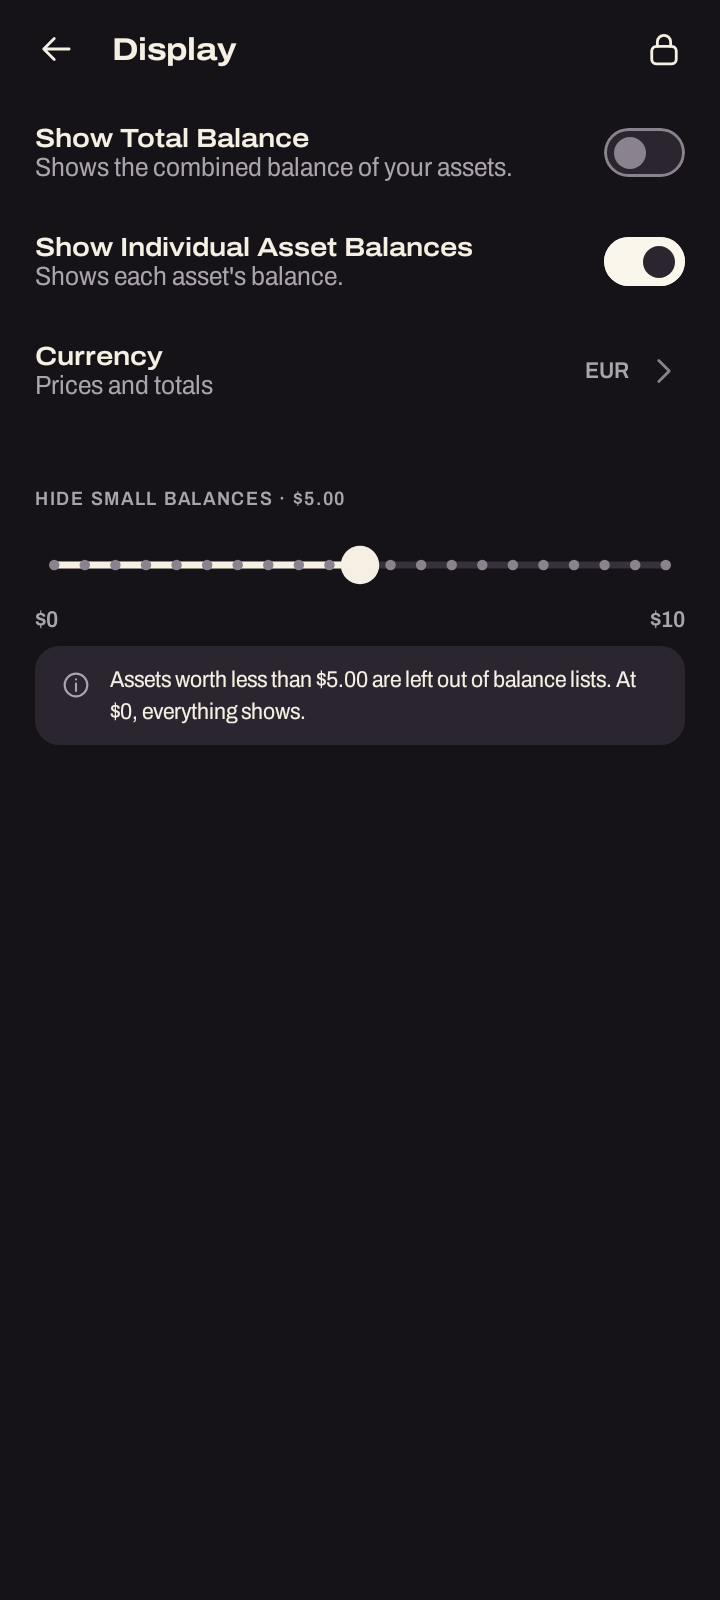 Display
Show Total Balance
Shows the combined balance of your assets.
Show Individual Asset Balances
Shows each asset's balance.
Currency
Prices and totals
EUR
HIDE SMALL BALANCES · $5.00
$0
$10
Assets worth less than $5.00 are left out of balance lists. At
$0, everything shows.